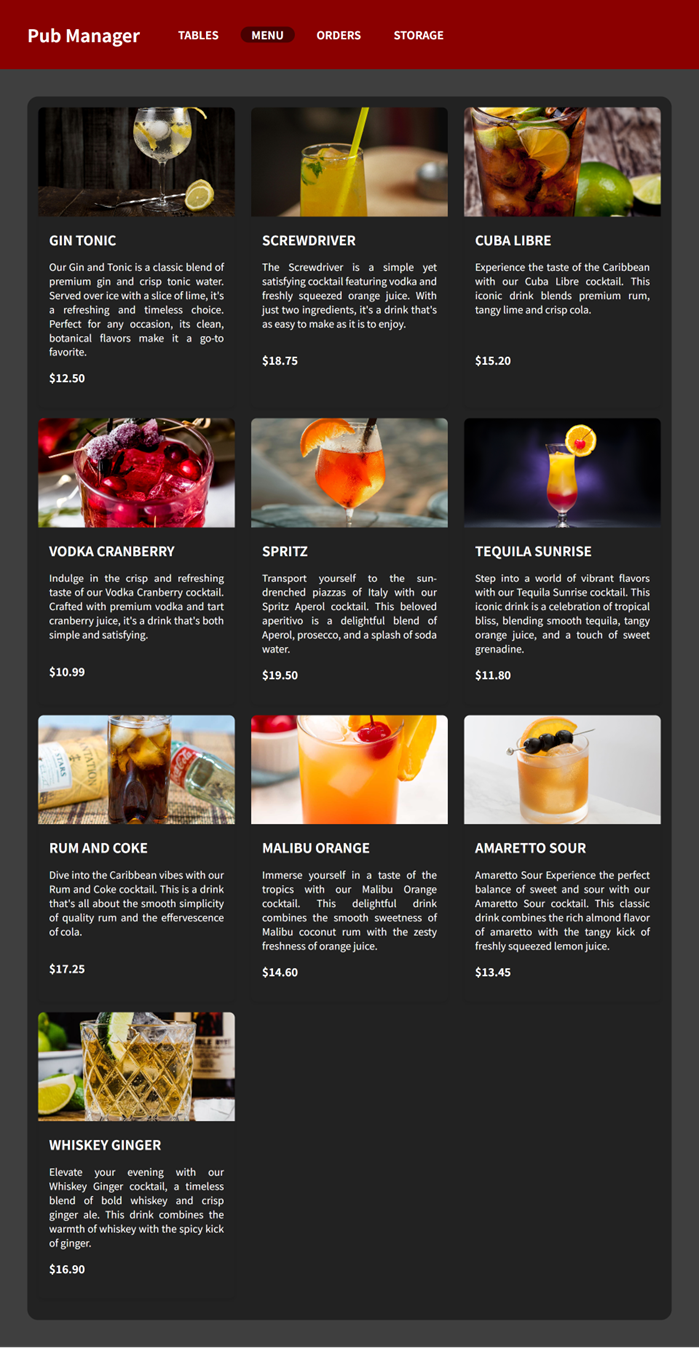 Pub Manager TABLES MENU ORDERS STORAGE
GIN TONIC
Our Gin and Tonic is a classic blend of
premium gin and crisp tonic water.
Served over ice with a slice of lime, it's
a refreshing and timeless choice.
Perfect for any occasion, its clean,
botanical flavors make it a go-to
favorite.
$12.50
SCREWDRIVER
The Screwdriver is a simple yet
satisfying cocktail featuring vodka and
freshly squeezed orange juice. With
just two ingredients, it's a drink that's
as easy to make as it is to enjoy.
$18.75
CUBA LIBRE
Experience the taste of the Caribbean
with our Cuba Libre cocktail. This
iconic drink blends premium rum,
tangy lime and crisp cola.
$15.20
VODKA CRANBERRY
Indulge in the crisp and refreshing
taste of our Vodka Cranberry cocktail.
Crafted with premium vodka and tart
cranberry juice, it's a drink that's both
simple and satisfying.
$10.99
SPRITZ
Transport yourself to the sun-
drenched piazzas of Italy with our
Spritz Aperol cocktail. This beloved
aperitivo is a delightful blend of
Aperol, prosecco, and a splash of soda
water.
$19.50
TEQUILA SUNRISE
Step into a world of vibrant flavors
with our Tequila Sunrise cocktail. This
iconic drink is a celebration of tropical
bliss, blending smooth tequila, tangy
orange juice, and a touch of sweet
grenadine.
$11.80
STARS
Coca-Cola
RUM AND COKE
Dive into the Caribbean vibes with our
Rum and Coke cocktail. This is a drink
that's all about the smooth simplicity
of quality rum and the effervescence
of cola.
$17.25
MALIBU ORANGE
Immerse yourself in a taste of the
tropics with our Malibu Orange
cocktail. This delightful drink
combines the smooth sweetness of
Malibu coconut rum with the zesty
freshness of orange juice.
$14.60
AMARETTO SOUR
Amaretto Sour Experience the perfect
balance of sweet and sour with our
Amaretto Sour cocktail. This classic
drink combines the rich almond flavor
of amaretto with the tangy kick of
freshly squeezed lemon juice.
$13.45
WHISKEY GINGER
Elevate your evening with our
Whiskey Ginger cocktail, a timeless
blend of bold whiskey and crisp
ginger ale. This drink combines the
warmth of whiskey with the spicy kick
of ginger.
$16.90